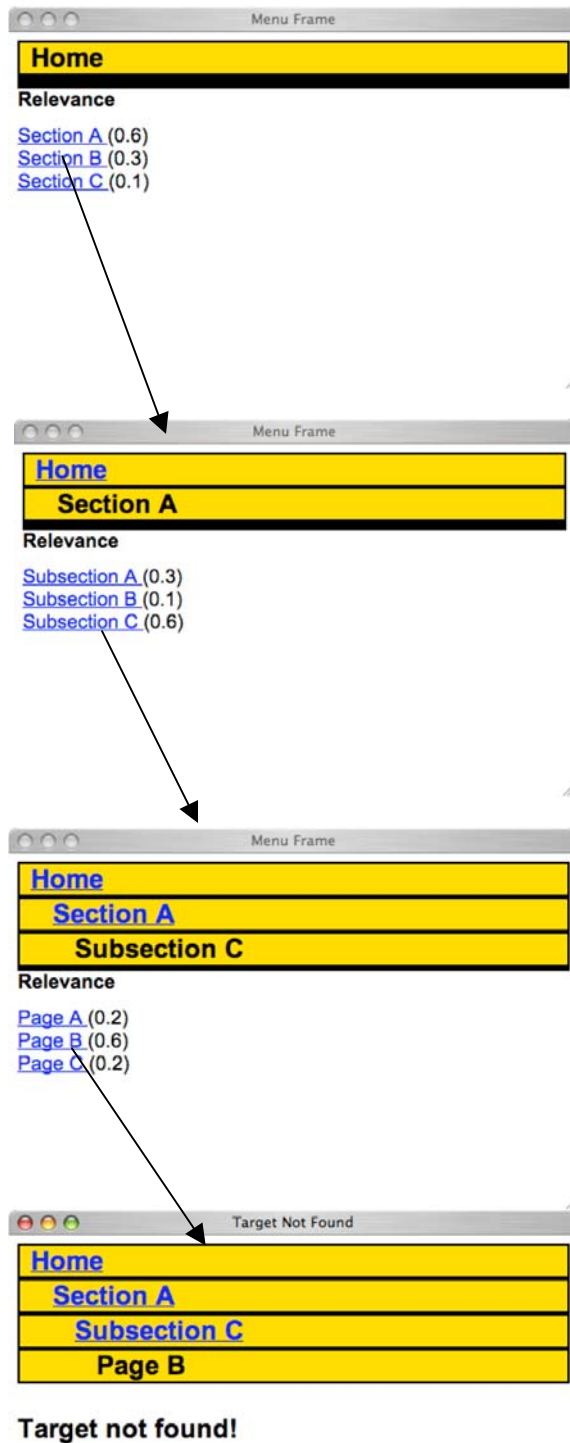 Menu Frame
Home
Relevance
Section A (0.6)
Section B (0.3)
Section C (0.1)
Menu Frame
Home
Section A
Relevance
Subsection A (0.3)
Subsection B (0.1)
Subsection C (0.6)
Menu Frame
Home
Section A
Subsection C
Relevance
Page A (0.2)
Page B (0.6)
Page C (0.2)
Target Not Found
Home
Section A
Subsection C
Page B
Target not found!